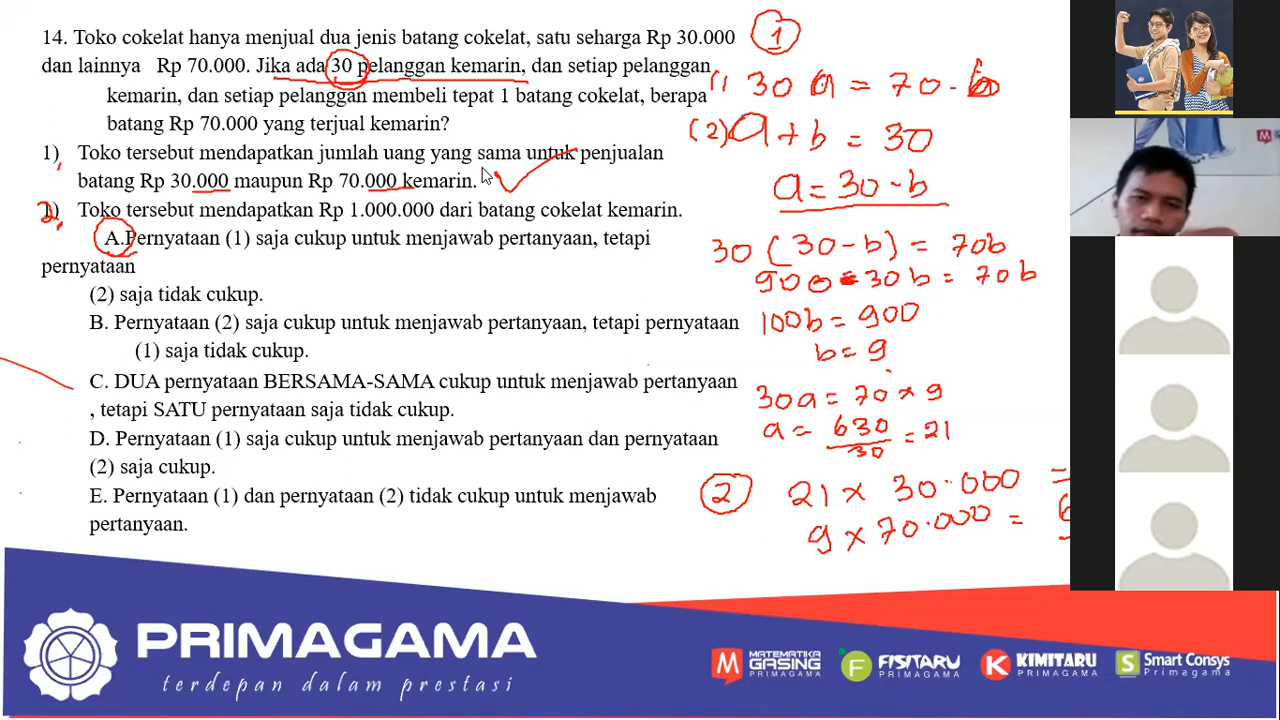 14. Toko cokelat hanya menjual dua jenis batang cokelat, satu seharga Rp 30.000
dan lainnya Rp 70.000. Jika ada 30 pelanggan kemarin, dan setiap pelanggan
kemarin, dan setiap pelanggan membeli tepat 1 batang cokelat, berapa
batang Rp 70.000 yang terjual kemarin?
1) Toko tersebut mendapatkan jumlah uang yang sama untuk penjualan
batang Rp 30.000 maupun Rp 70.000 kemarin.
2. Toko tersebut mendapatkan Rp 1.000.000 dari batang cokelat kemarin.
A.Pernyataan (1) saja cukup untuk menjawab pertanyaan, tetapi
pernyataan
(2) saja tidak cukup.
B. Pernyataan (2) saja cukup untuk menjawab pertanyaan, tetapi pernyataan
(1) saja tidak cukup.
C. DUA pernyataan BERSAMA-SAMA cukup untuk menjawab pertanyaan
, tetapi SATU pernyataan saja tidak cukup.
D. Pernyataan (1) saja cukup untuk menjawab pertanyaan dan pernyataan
(2) saja cukup.
E. Pernyataan (1) dan pernyataan (2) tidak cukup untuk menjawab
pertanyaan.
1
30 a = 70 · b
(2) a + b = 30
a = 30 - b
30 (30 - b) = 70b
900 - 30b = 70b
100b = 900
b = 9
30a = 70 × 9
a = 630/30 = 21
2
21 × 30.000 =
9 × 70.000 =
PRIMAGAMA
terdepan dalam prestasi
M MATEMATIKA GASING PRIMAGAMA
F FISITARU PRIMAGAMA
K KIMITARU PRIMAGAMA
S Smart Consys Primagama